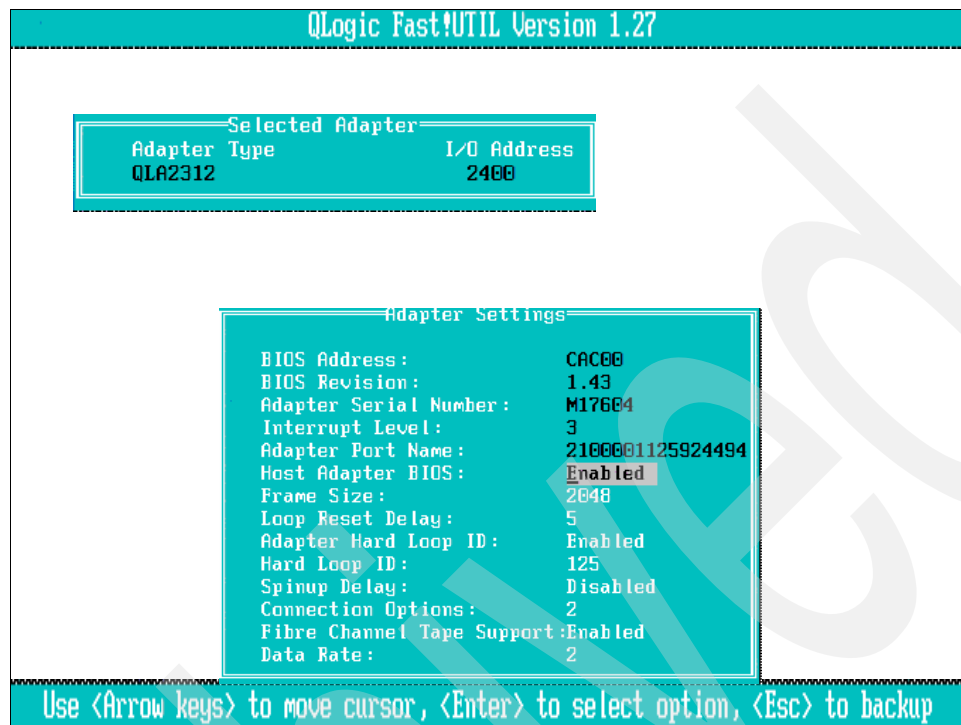 QLogic Fast!UTIL Version 1.27
Selected Adapter
Adapter Type I/O Address
QLA2312 2400
Adapter Settings
BIOS Address: CAC00
BIOS Revision: 1.43
Adapter Serial Number: M17604
Interrupt Level: 3
Adapter Port Name: 2100001125924494
Host Adapter BIOS: Enabled
Frame Size: 2048
Loop Reset Delay: 5
Adapter Hard Loop ID: Enabled
Hard Loop ID: 125
Spinup Delay: Disabled
Connection Options: 2
Fibre Channel Tape Support:Enabled
Data Rate: 2
Use <Arrow keys> to move cursor, <Enter> to select option, <Esc> to backup